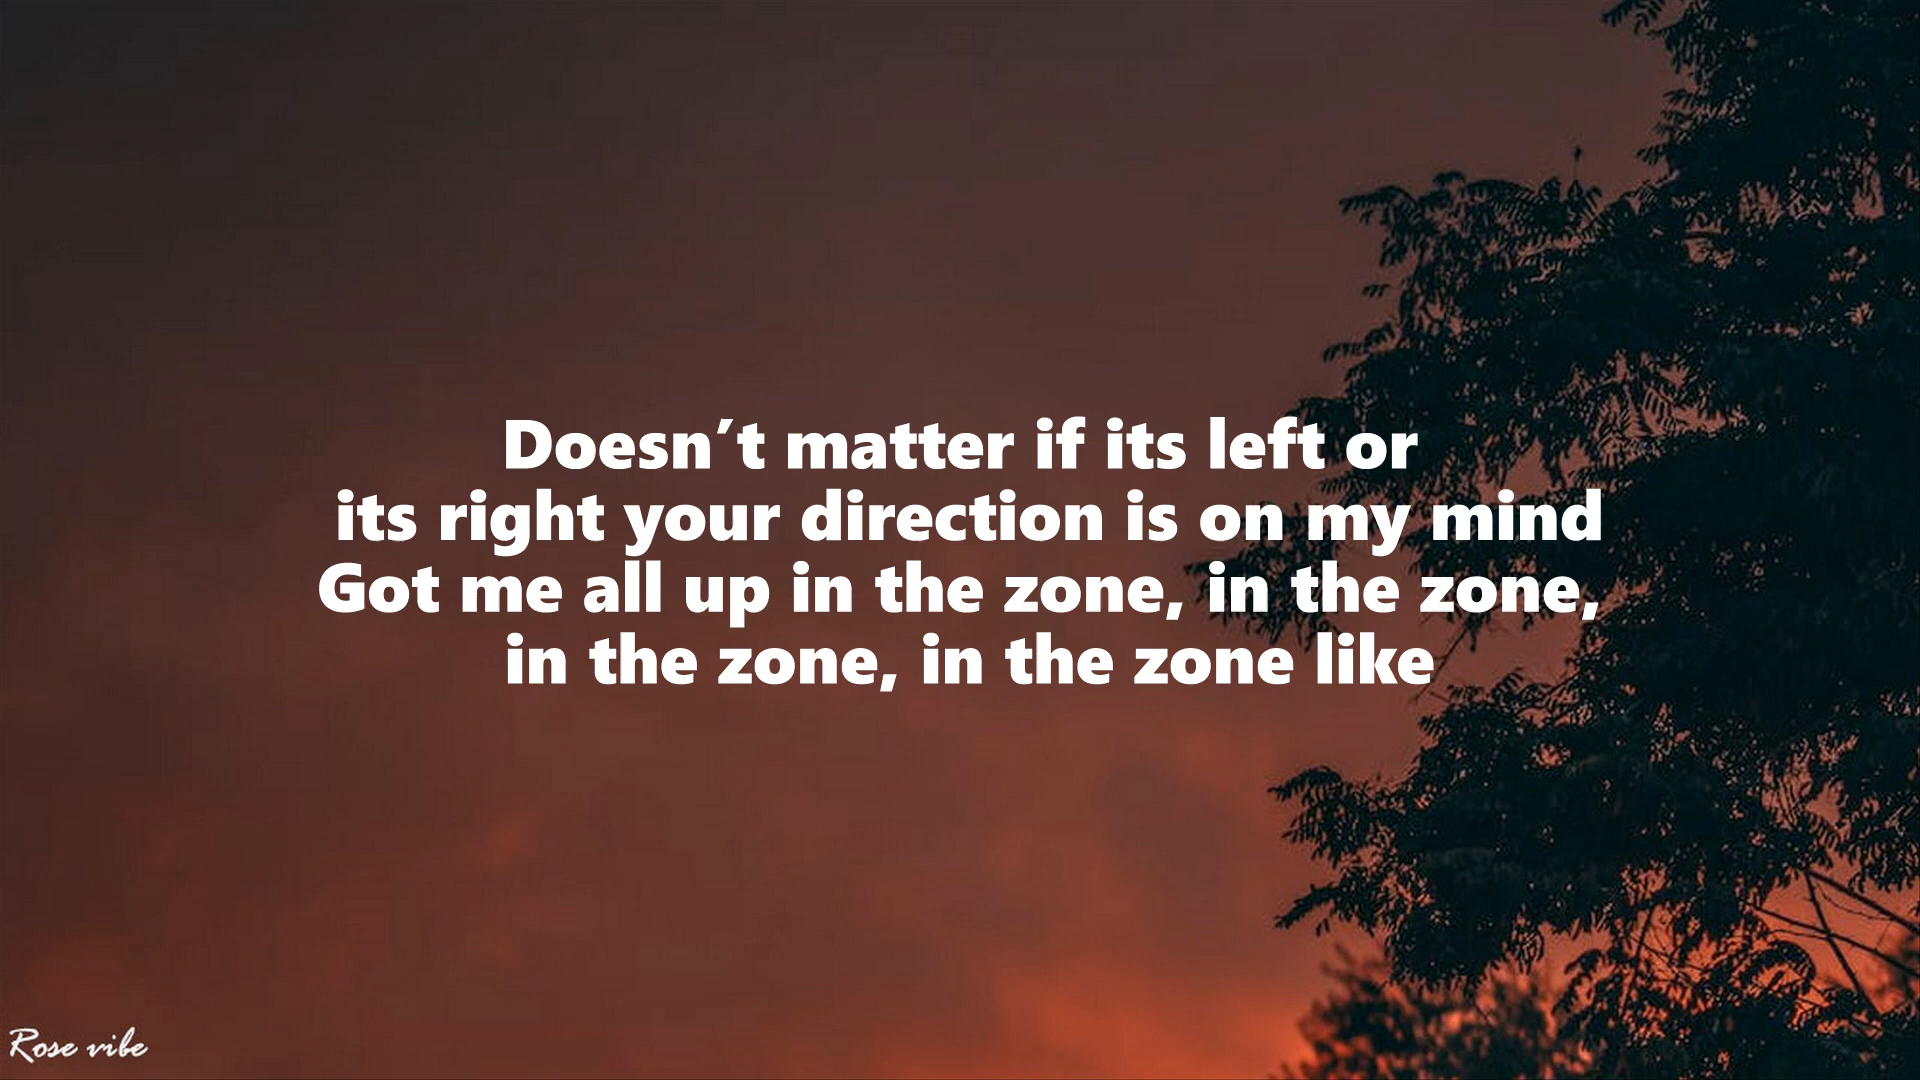 Doesn´t matter if its left or
its right your direction is on my mind
Got me all up in the zone, in the zone,
in the zone, in the zone like
Rose vibe